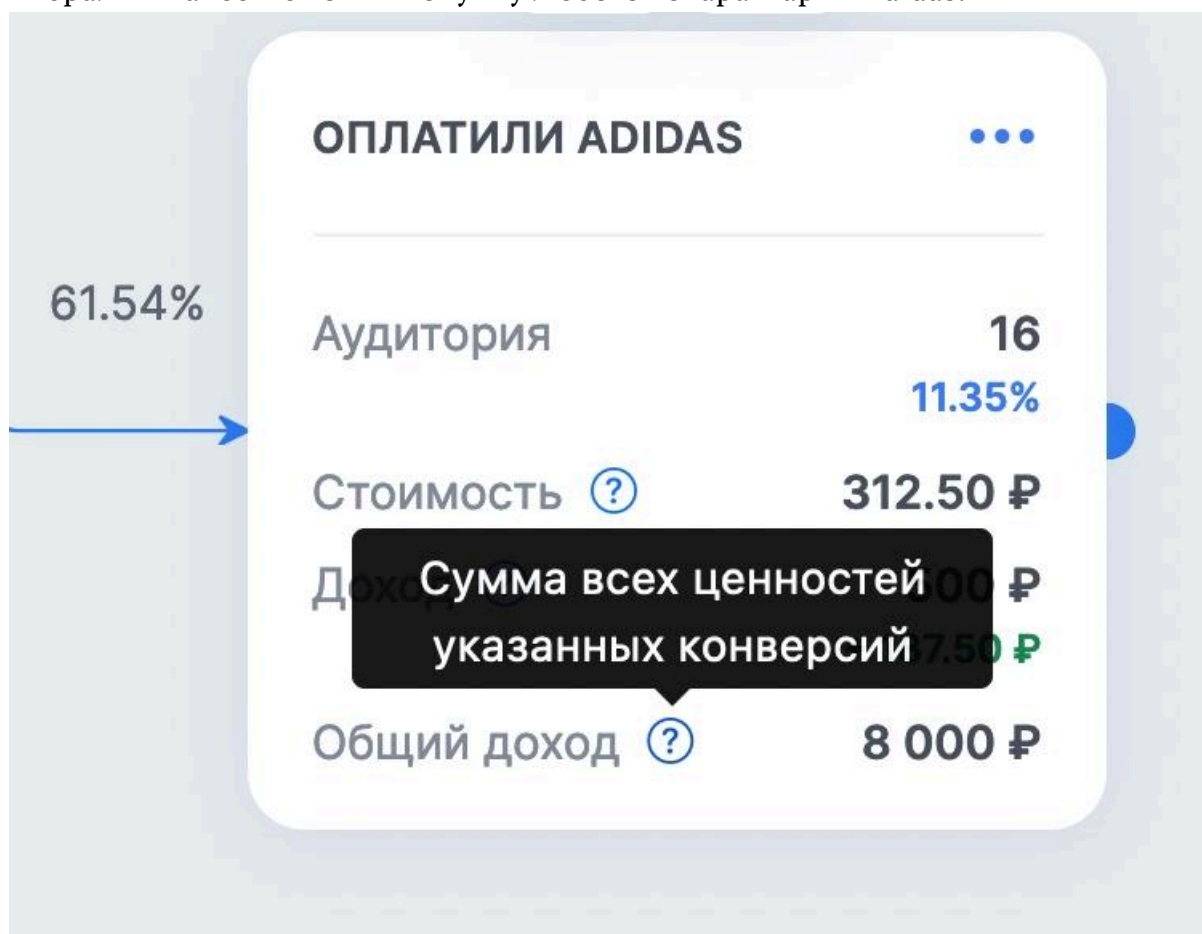 ОПЛАТИЛИ ADIDAS
61.54%
Аудитория 16
11.35%
Стоимость 312.50 ₽
Сумма всех ценностей
указанных конверсий
Доход ₽
₽
Общий доход 8 000 ₽